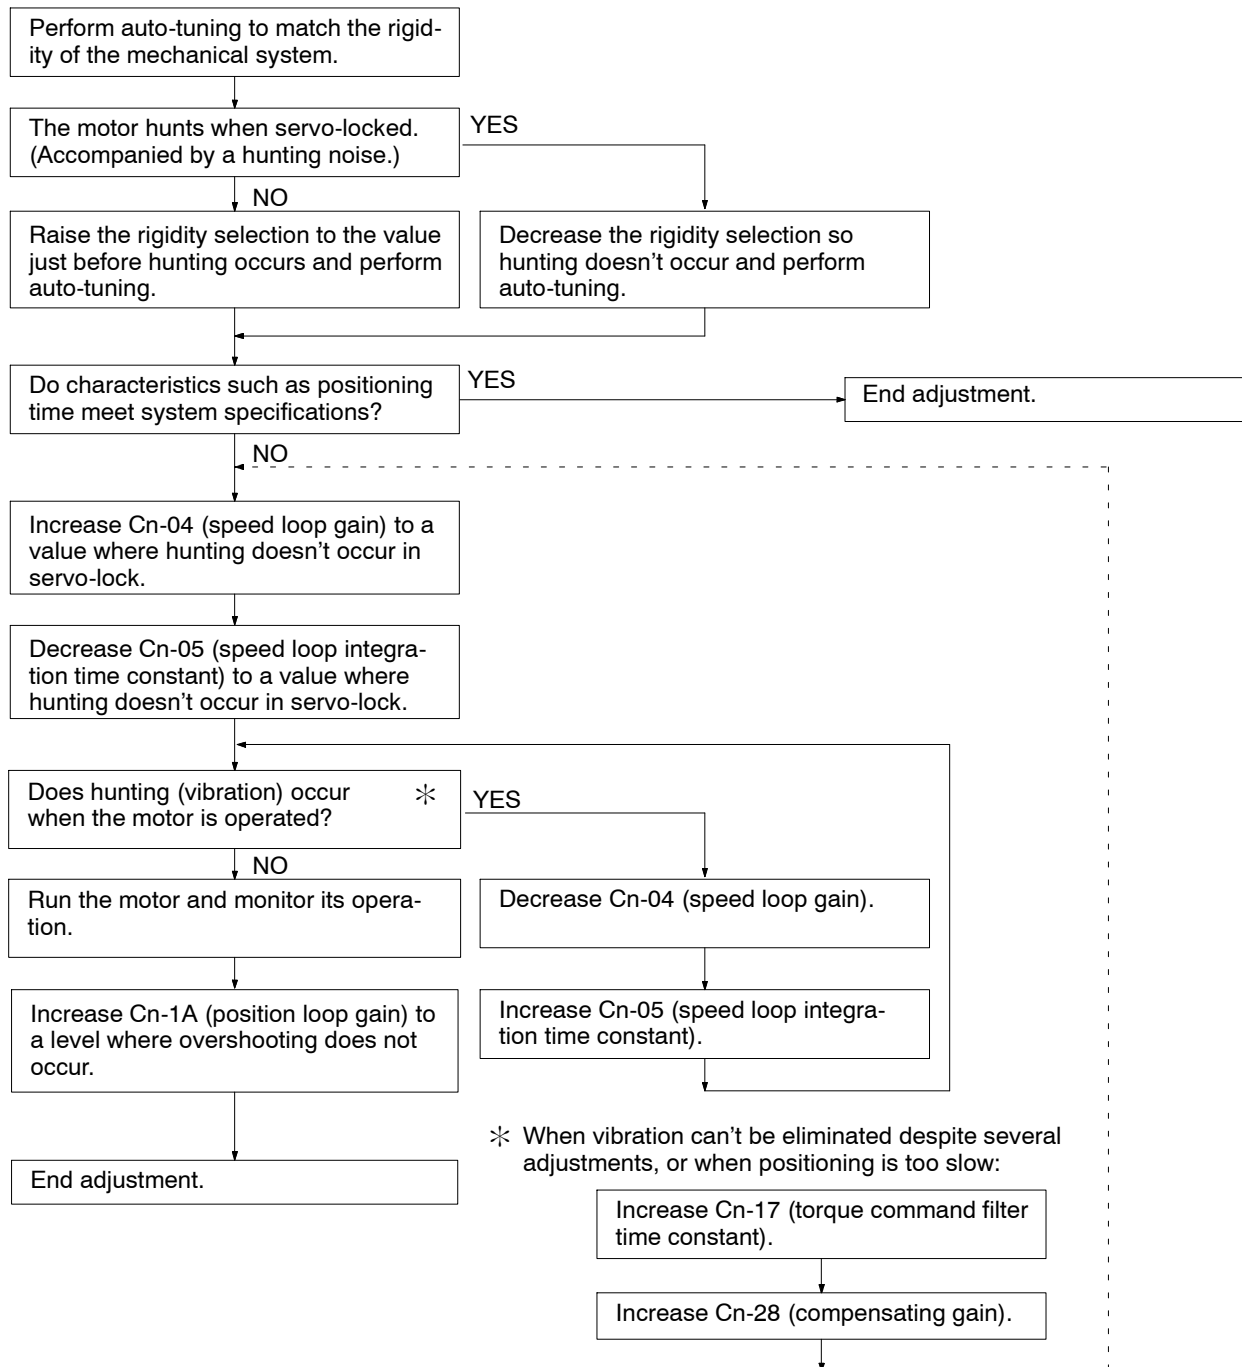 Perform auto-tuning to match the rigid-
ity of the mechanical system.
The motor hunts when servo-locked.
(Accompanied by a hunting noise.)
YES
NO
Raise the rigidity selection to the value
just before hunting occurs and perform
auto-tuning.
Decrease the rigidity selection so
hunting doesn't occur and perform
auto-tuning.
Do characteristics such as positioning
time meet system specifications?
YES
End adjustment.
NO
Increase Cn-04 (speed loop gain) to a
value where hunting doesn't occur in
servo-lock.
Decrease Cn-05 (speed loop integra-
tion time constant) to a value where
hunting doesn't occur in servo-lock.
Does hunting (vibration) occur *
when the motor is operated?
YES
NO
Run the motor and monitor its opera-
tion.
Decrease Cn-04 (speed loop gain).
Increase Cn-1A (position loop gain) to
a level where overshooting does not
occur.
Increase Cn-05 (speed loop integra-
tion time constant).
End adjustment.
* When vibration can't be eliminated despite several
adjustments, or when positioning is too slow:
Increase Cn-17 (torque command filter
time constant).
Increase Cn-28 (compensating gain).